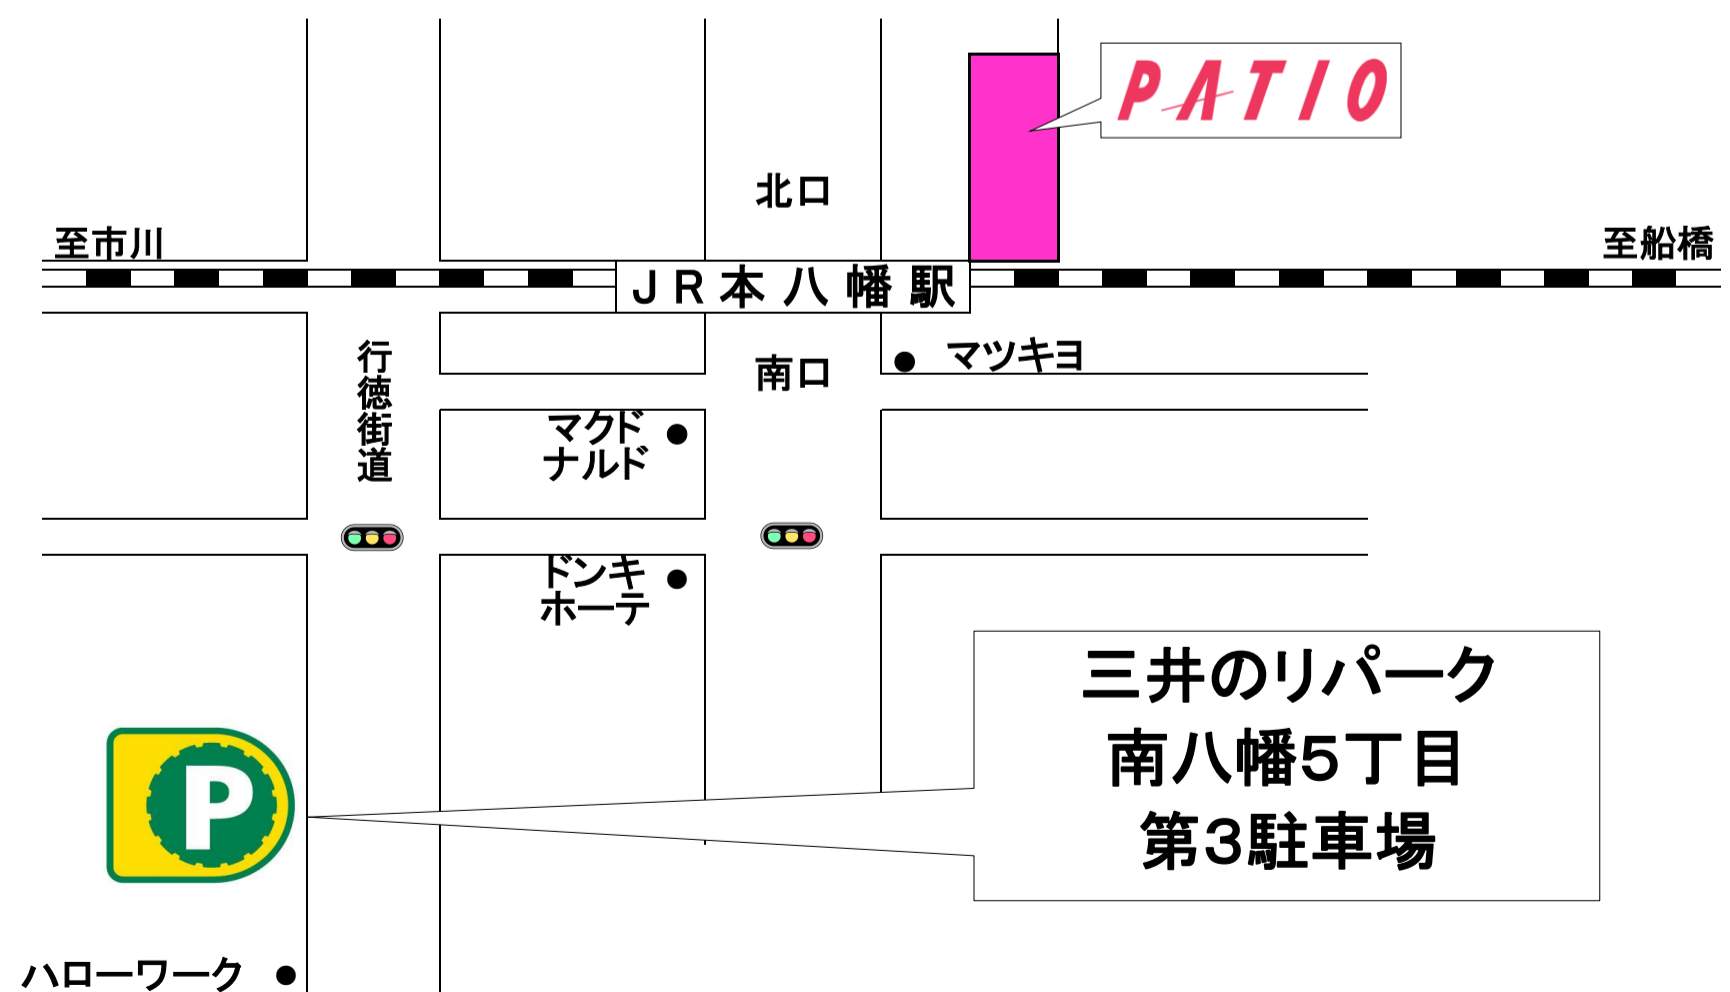 PATIO
北口
至市川
至船橋
ＪＲ本八幡駅
行徳街道
南口
マツキヨ
マクド
ナルド
ドンキ
ホーテ
三井のリパーク
南八幡５丁目
第３駐車場
P
ハローワーク